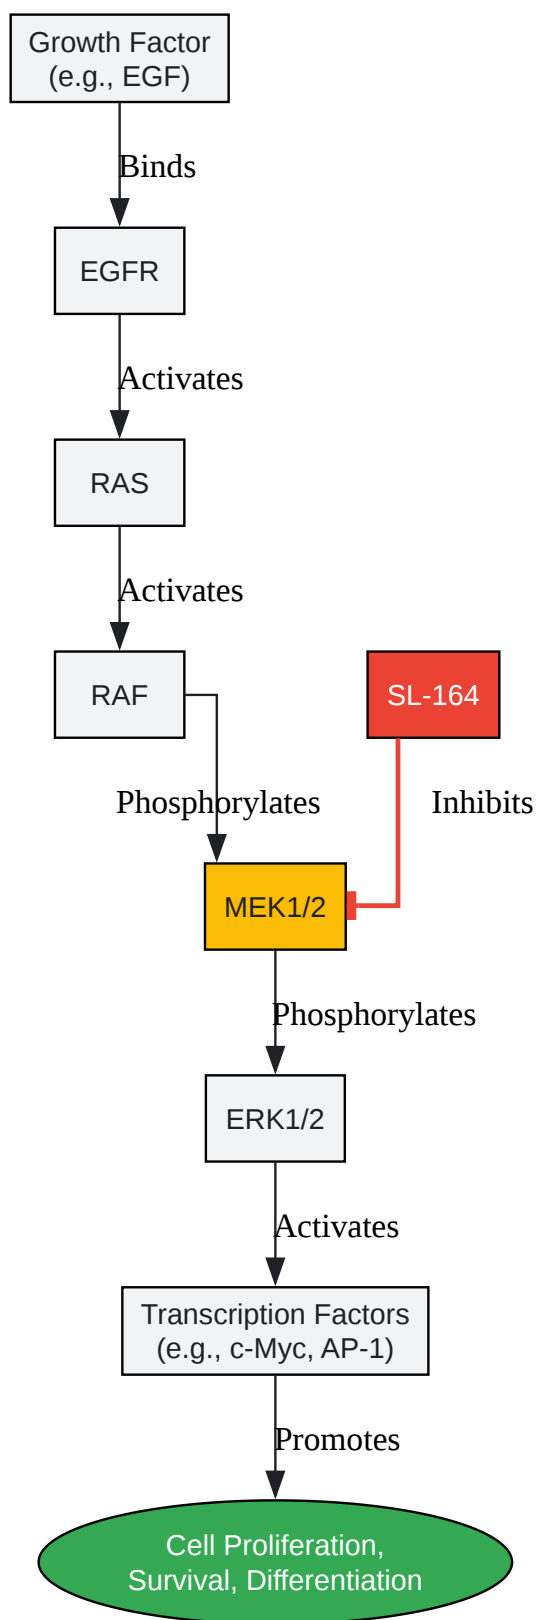 Growth Factor
(e.g., EGF)
Binds
EGFR
Activates
RAS
Activates
RAF
SL-164
Phosphorylates
Inhibits
MEK1/2
Phosphorylates
ERK1/2
Activates
Transcription Factors
(e.g., c-Myc, AP-1)
Promotes
Cell Proliferation,
Survival, Differentiation